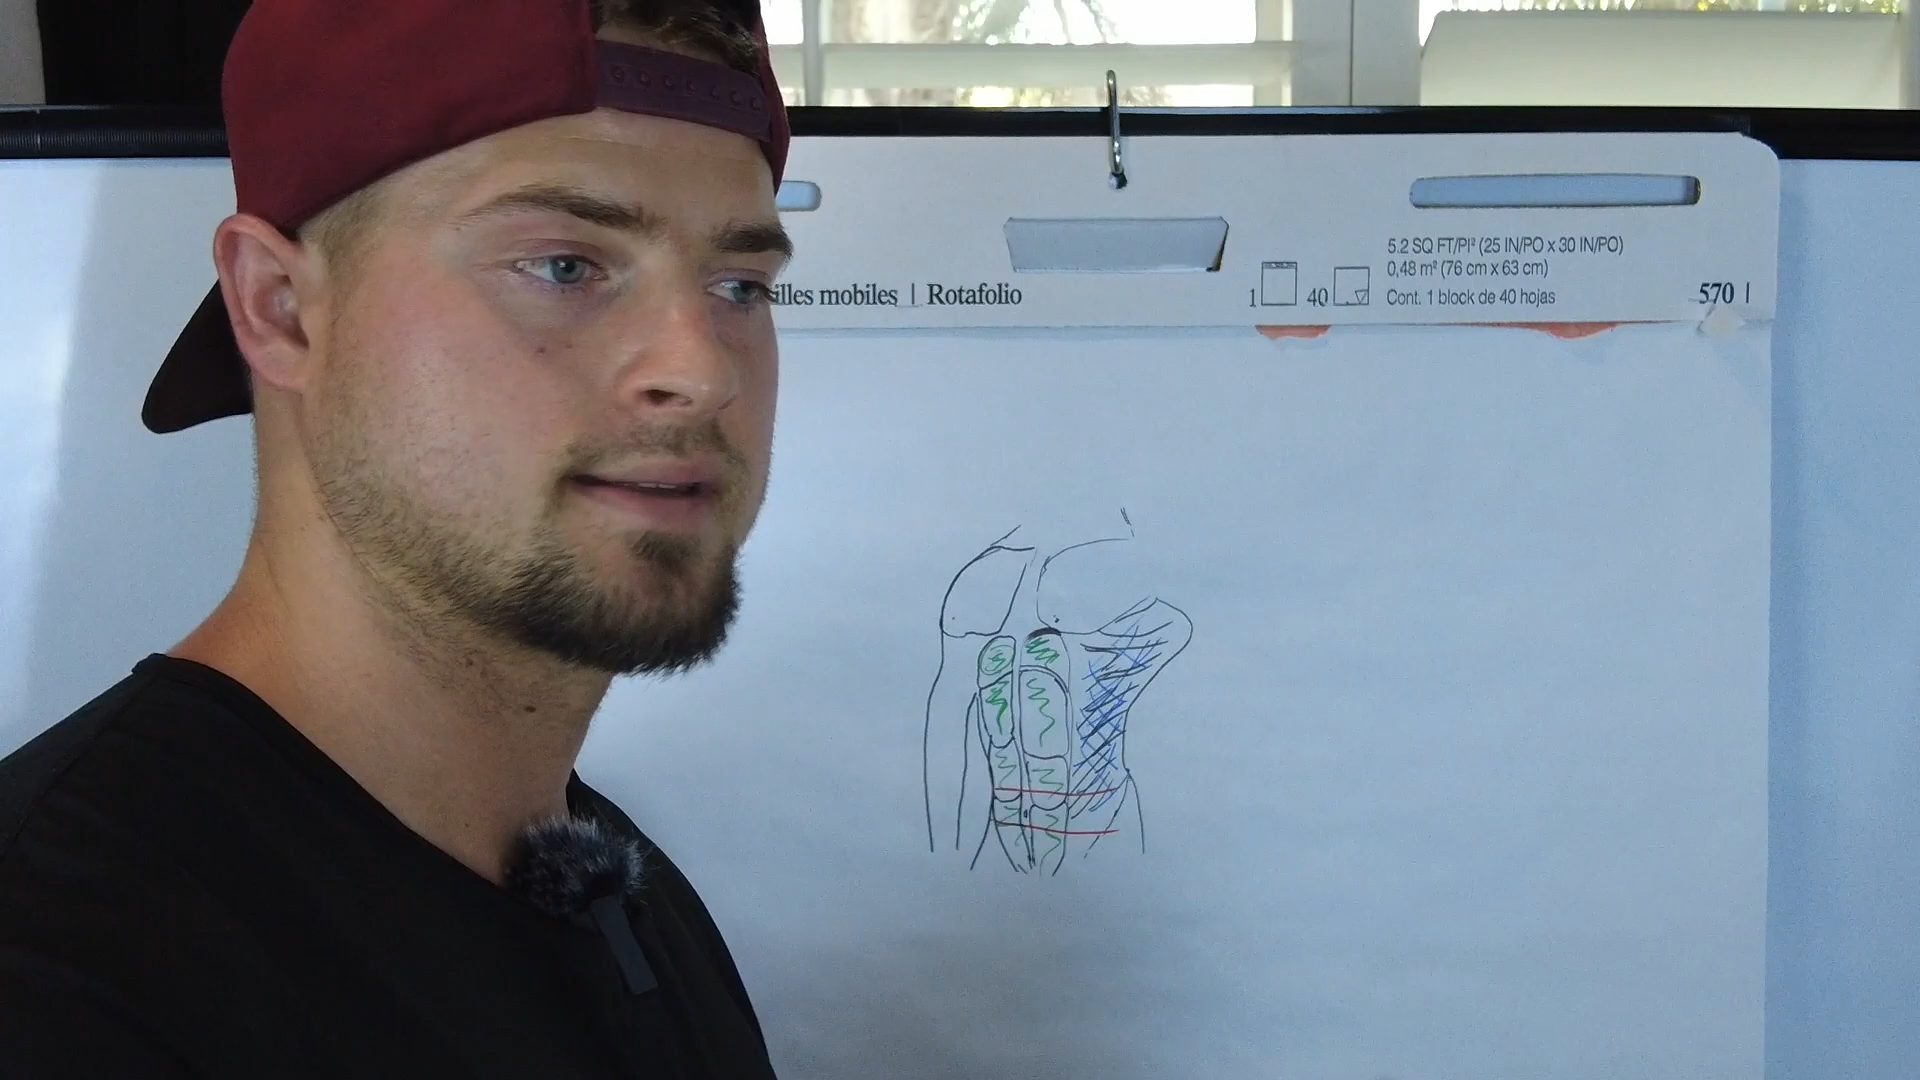 illes mobiles | Rotafolio
1 40
5.2 SQ FT/PI² (25 IN/PO x 30 IN/PO)
0,48 m² (76 cm x 63 cm)
Cont. 1 block de 40 hojas
570 |